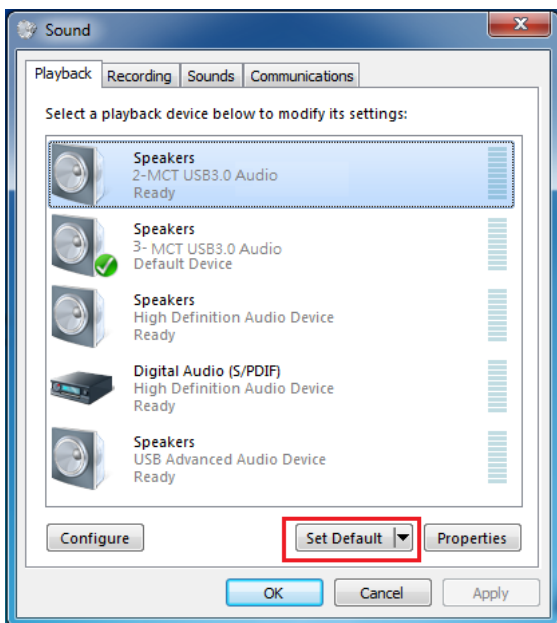 Sound
Playback Recording Sounds Communications
Select a playback device below to modify its settings:
Speakers
2-MCT USB3.0 Audio
Ready
Speakers
3- MCT USB3.0 Audio
Default Device
Speakers
High Definition Audio Device
Ready
Digital Audio (S/PDIF)
High Definition Audio Device
Ready
Speakers
USB Advanced Audio Device
Ready
Configure Set Default Properties
OK Cancel Apply